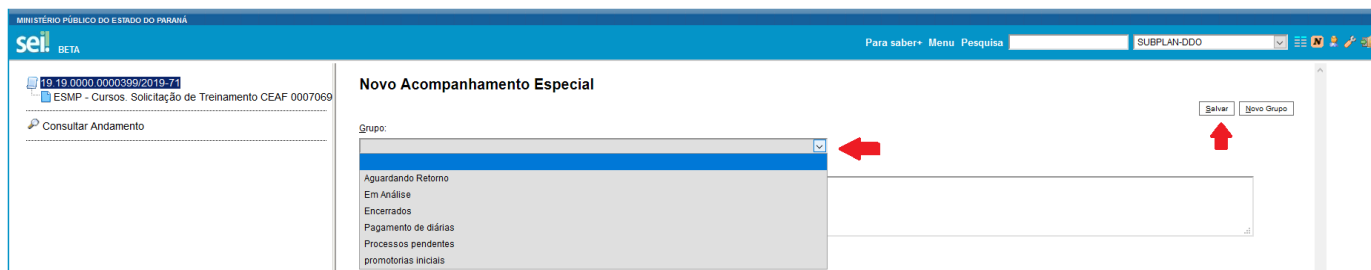 MINISTÉRIO PÚBLICO DO ESTADO DO PARANÁ
sei! BETA
Para saber+ Menu Pesquisa
SUBPLAN-DDO
N
19.19.0000.0000399/2019-71
ESMP - Cursos. Solicitação de Treinamento CEAF 0007069
Consultar Andamento
Novo Acompanhamento Especial
Salvar Novo Grupo
Grupo:
Aguardando Retorno
Em Análise
Encerrados
Pagamento de diárias
Processos pendentes
promotorias iniciais